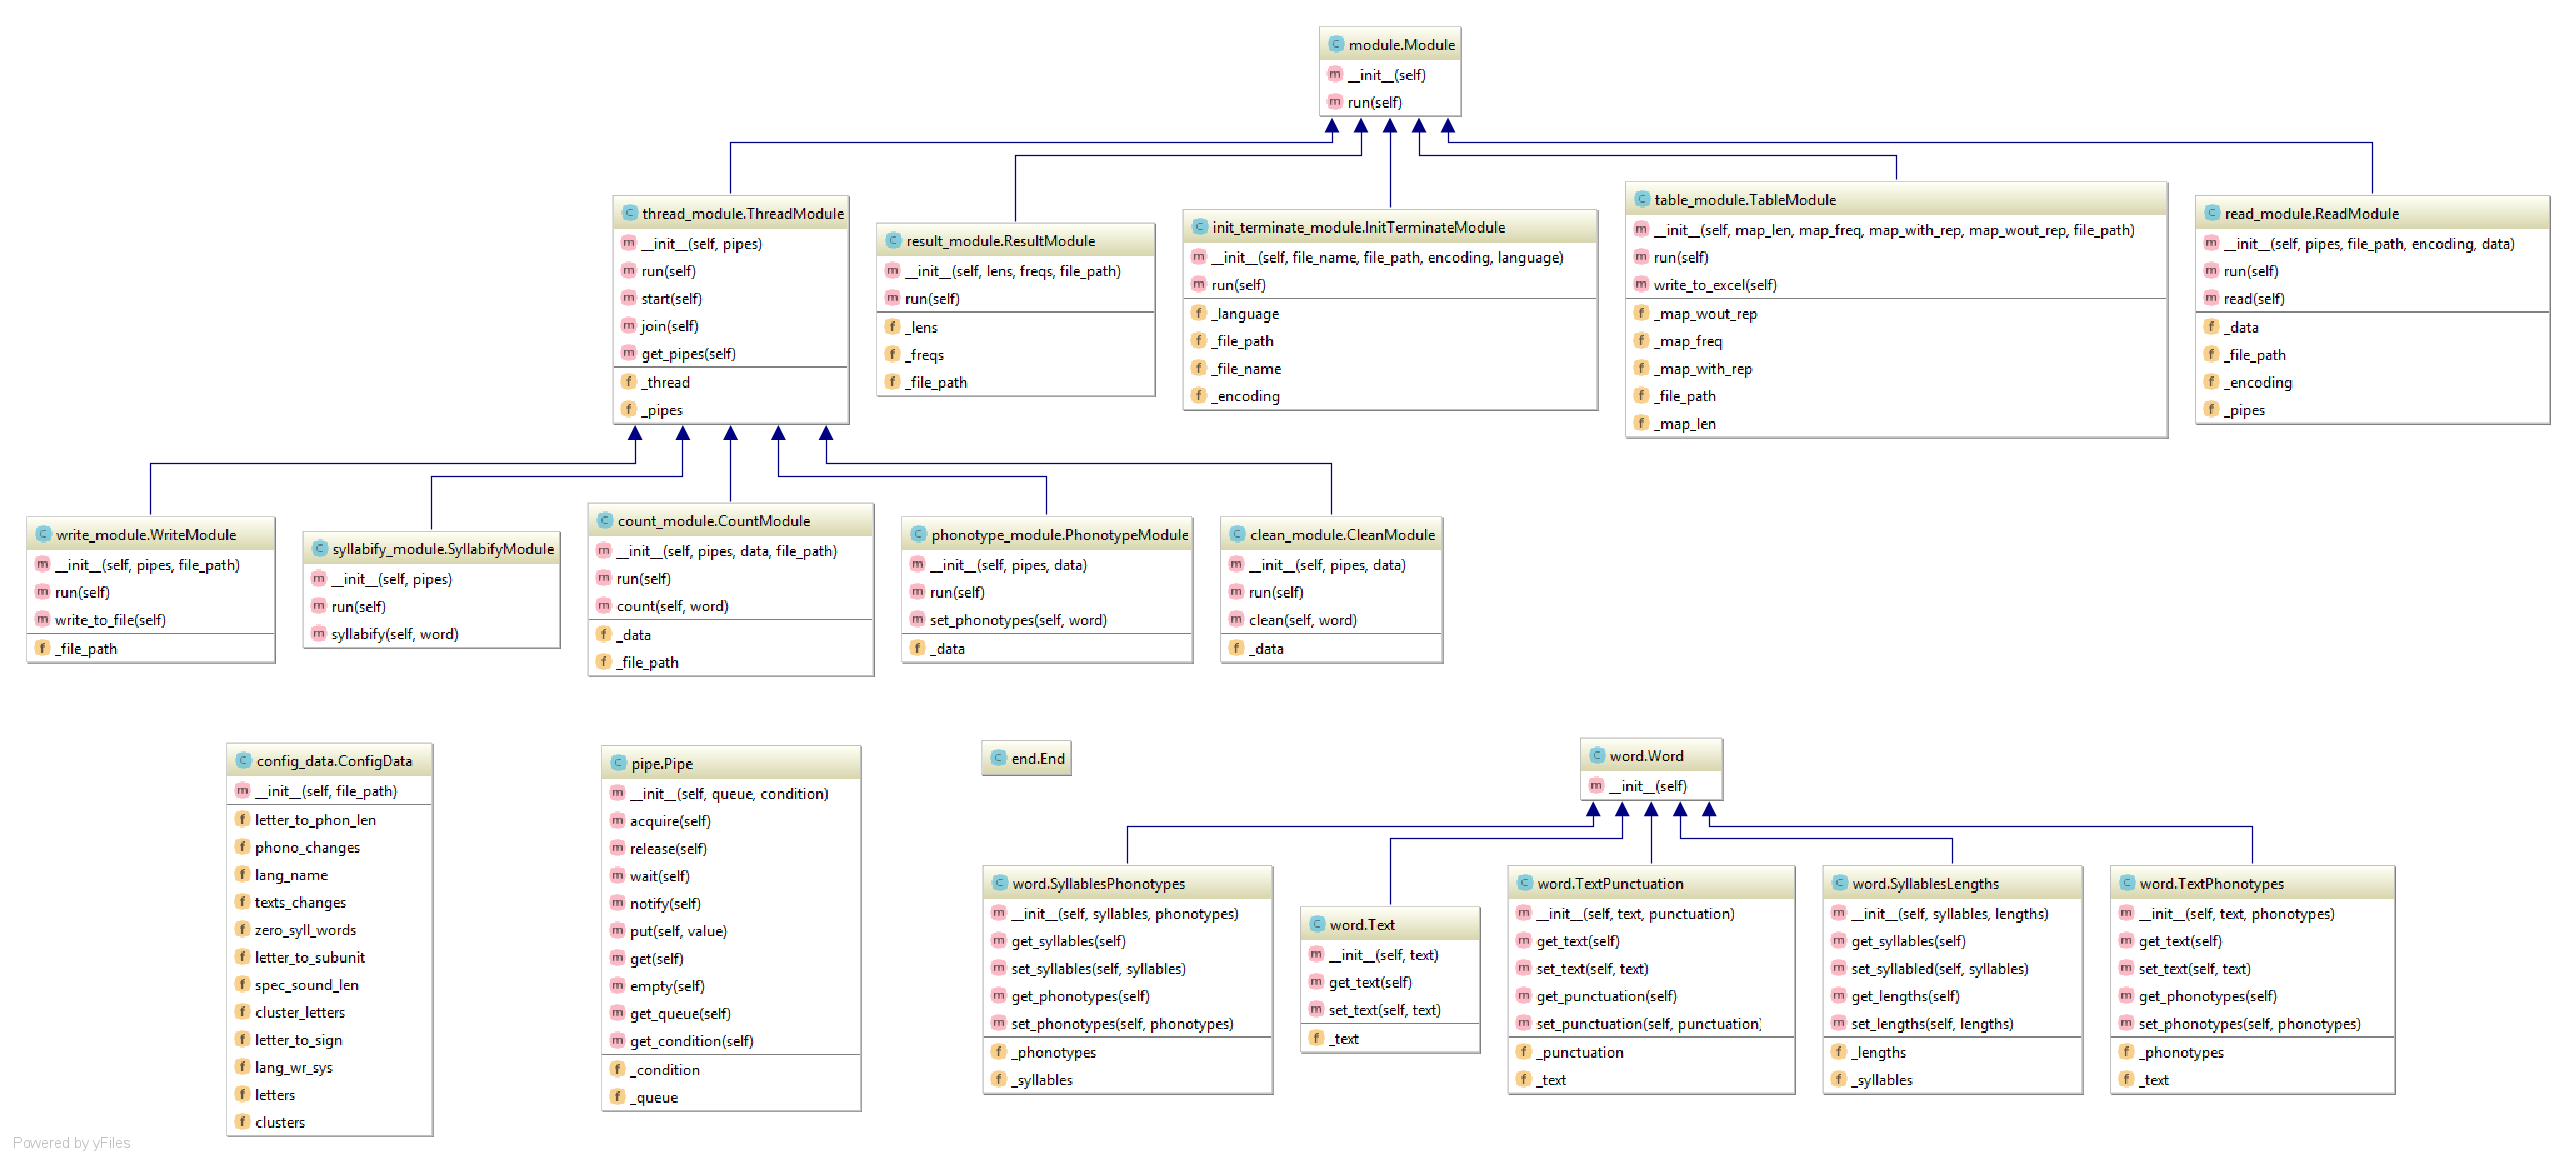 module.Module
__init__(self)
run(self)
thread_module.ThreadModule
__init__(self, pipes)
run(self)
start(self)
join(self)
get_pipes(self)
_thread
_pipes
result_module.ResultModule
__init__(self, lens, freqs, file_path)
run(self)
_lens
_freqs
_file_path
init_terminate_module.InitTerminateModule
__init__(self, file_name, file_path, encoding, language)
run(self)
_language
_file_path
_file_name
_encoding
table_module.TableModule
__init__(self, map_len, map_freq, map_with_rep, map_wout_rep, file_path)
run(self)
write_to_excel(self)
_map_wout_rep
_map_freq
_map_with_rep
_file_path
_map_len
read_module.ReadModule
__init__(self, pipes, file_path, encoding, data)
run(self)
read(self)
_data
_file_path
_encoding
_pipes
write_module.WriteModule
__init__(self, pipes, file_path)
run(self)
write_to_file(self)
_file_path
syllabify_module.SyllabifyModule
__init__(self, pipes)
run(self)
syllabify(self, word)
count_module.CountModule
__init__(self, pipes, data, file_path)
run(self)
count(self, word)
_data
_file_path
phonotype_module.PhonotypeModule
__init__(self, pipes, data)
run(self)
set_phonotypes(self, word)
_data
clean_module.CleanModule
__init__(self, pipes, data)
run(self)
clean(self, word)
_data
config_data.ConfigData
__init__(self, file_path)
letter_to_phon_len
phono_changes
lang_name
texts_changes
zero_syll_words
letter_to_subunit
spec_sound_len
cluster_letters
letter_to_sign
lang_wr_sys
letters
clusters
pipe.Pipe
__init__(self, queue, condition)
acquire(self)
release(self)
wait(self)
notify(self)
put(self, value)
get(self)
empty(self)
get_queue(self)
get_condition(self)
_condition
_queue
end.End
word.Word
__init__(self)
word.SyllablesPhonotypes
__init__(self, syllables, phonotypes)
get_syllables(self)
set_syllables(self, syllables)
get_phonotypes(self)
set_phonotypes(self, phonotypes)
_phonotypes
_syllables
word.Text
__init__(self, text)
get_text(self)
set_text(self, text)
_text
word.TextPunctuation
__init__(self, text, punctuation)
get_text(self)
set_text(self, text)
get_punctuation(self)
set_punctuation(self, punctuation)
_punctuation
_text
word.SyllablesLengths
__init__(self, syllables, lengths)
get_syllables(self)
set_syllabled(self, syllables)
get_lengths(self)
set_lengths(self, lengths)
_lengths
_syllables
word.TextPhonotypes
__init__(self, text, phonotypes)
get_text(self)
set_text(self, text)
get_phonotypes(self)
set_phonotypes(self, phonotypes)
_phonotypes
_text
Powered by yFiles